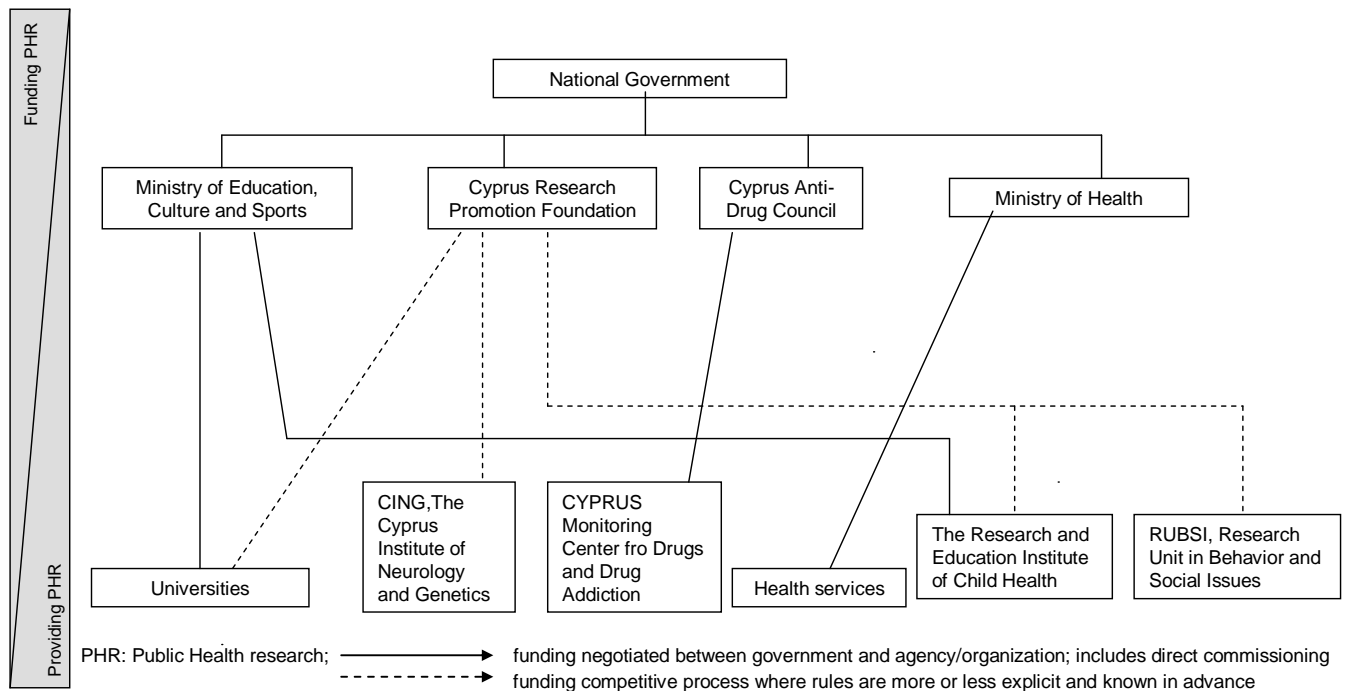 Funding PHR
National Government
Ministry of Education,
Culture and Sports
Cyprus Research
Promotion Foundation
Cyprus Anti-
Drug Council
Ministry of Health
CING,The
Cyprus
Institute of
Neurology
and Genetics
CYPRUS
Monitoring
Center fro Drugs
and Drug
Addiction
The Research and
Education Institute
of Child Health
RUBSI, Research
Unit in Behavior and
Social Issues
Universities
Health services
Providing PHR
PHR: Public Health research;
funding negotiated between government and agency/organization; includes direct commissioning
funding competitive process where rules are more or less explicit and known in advance